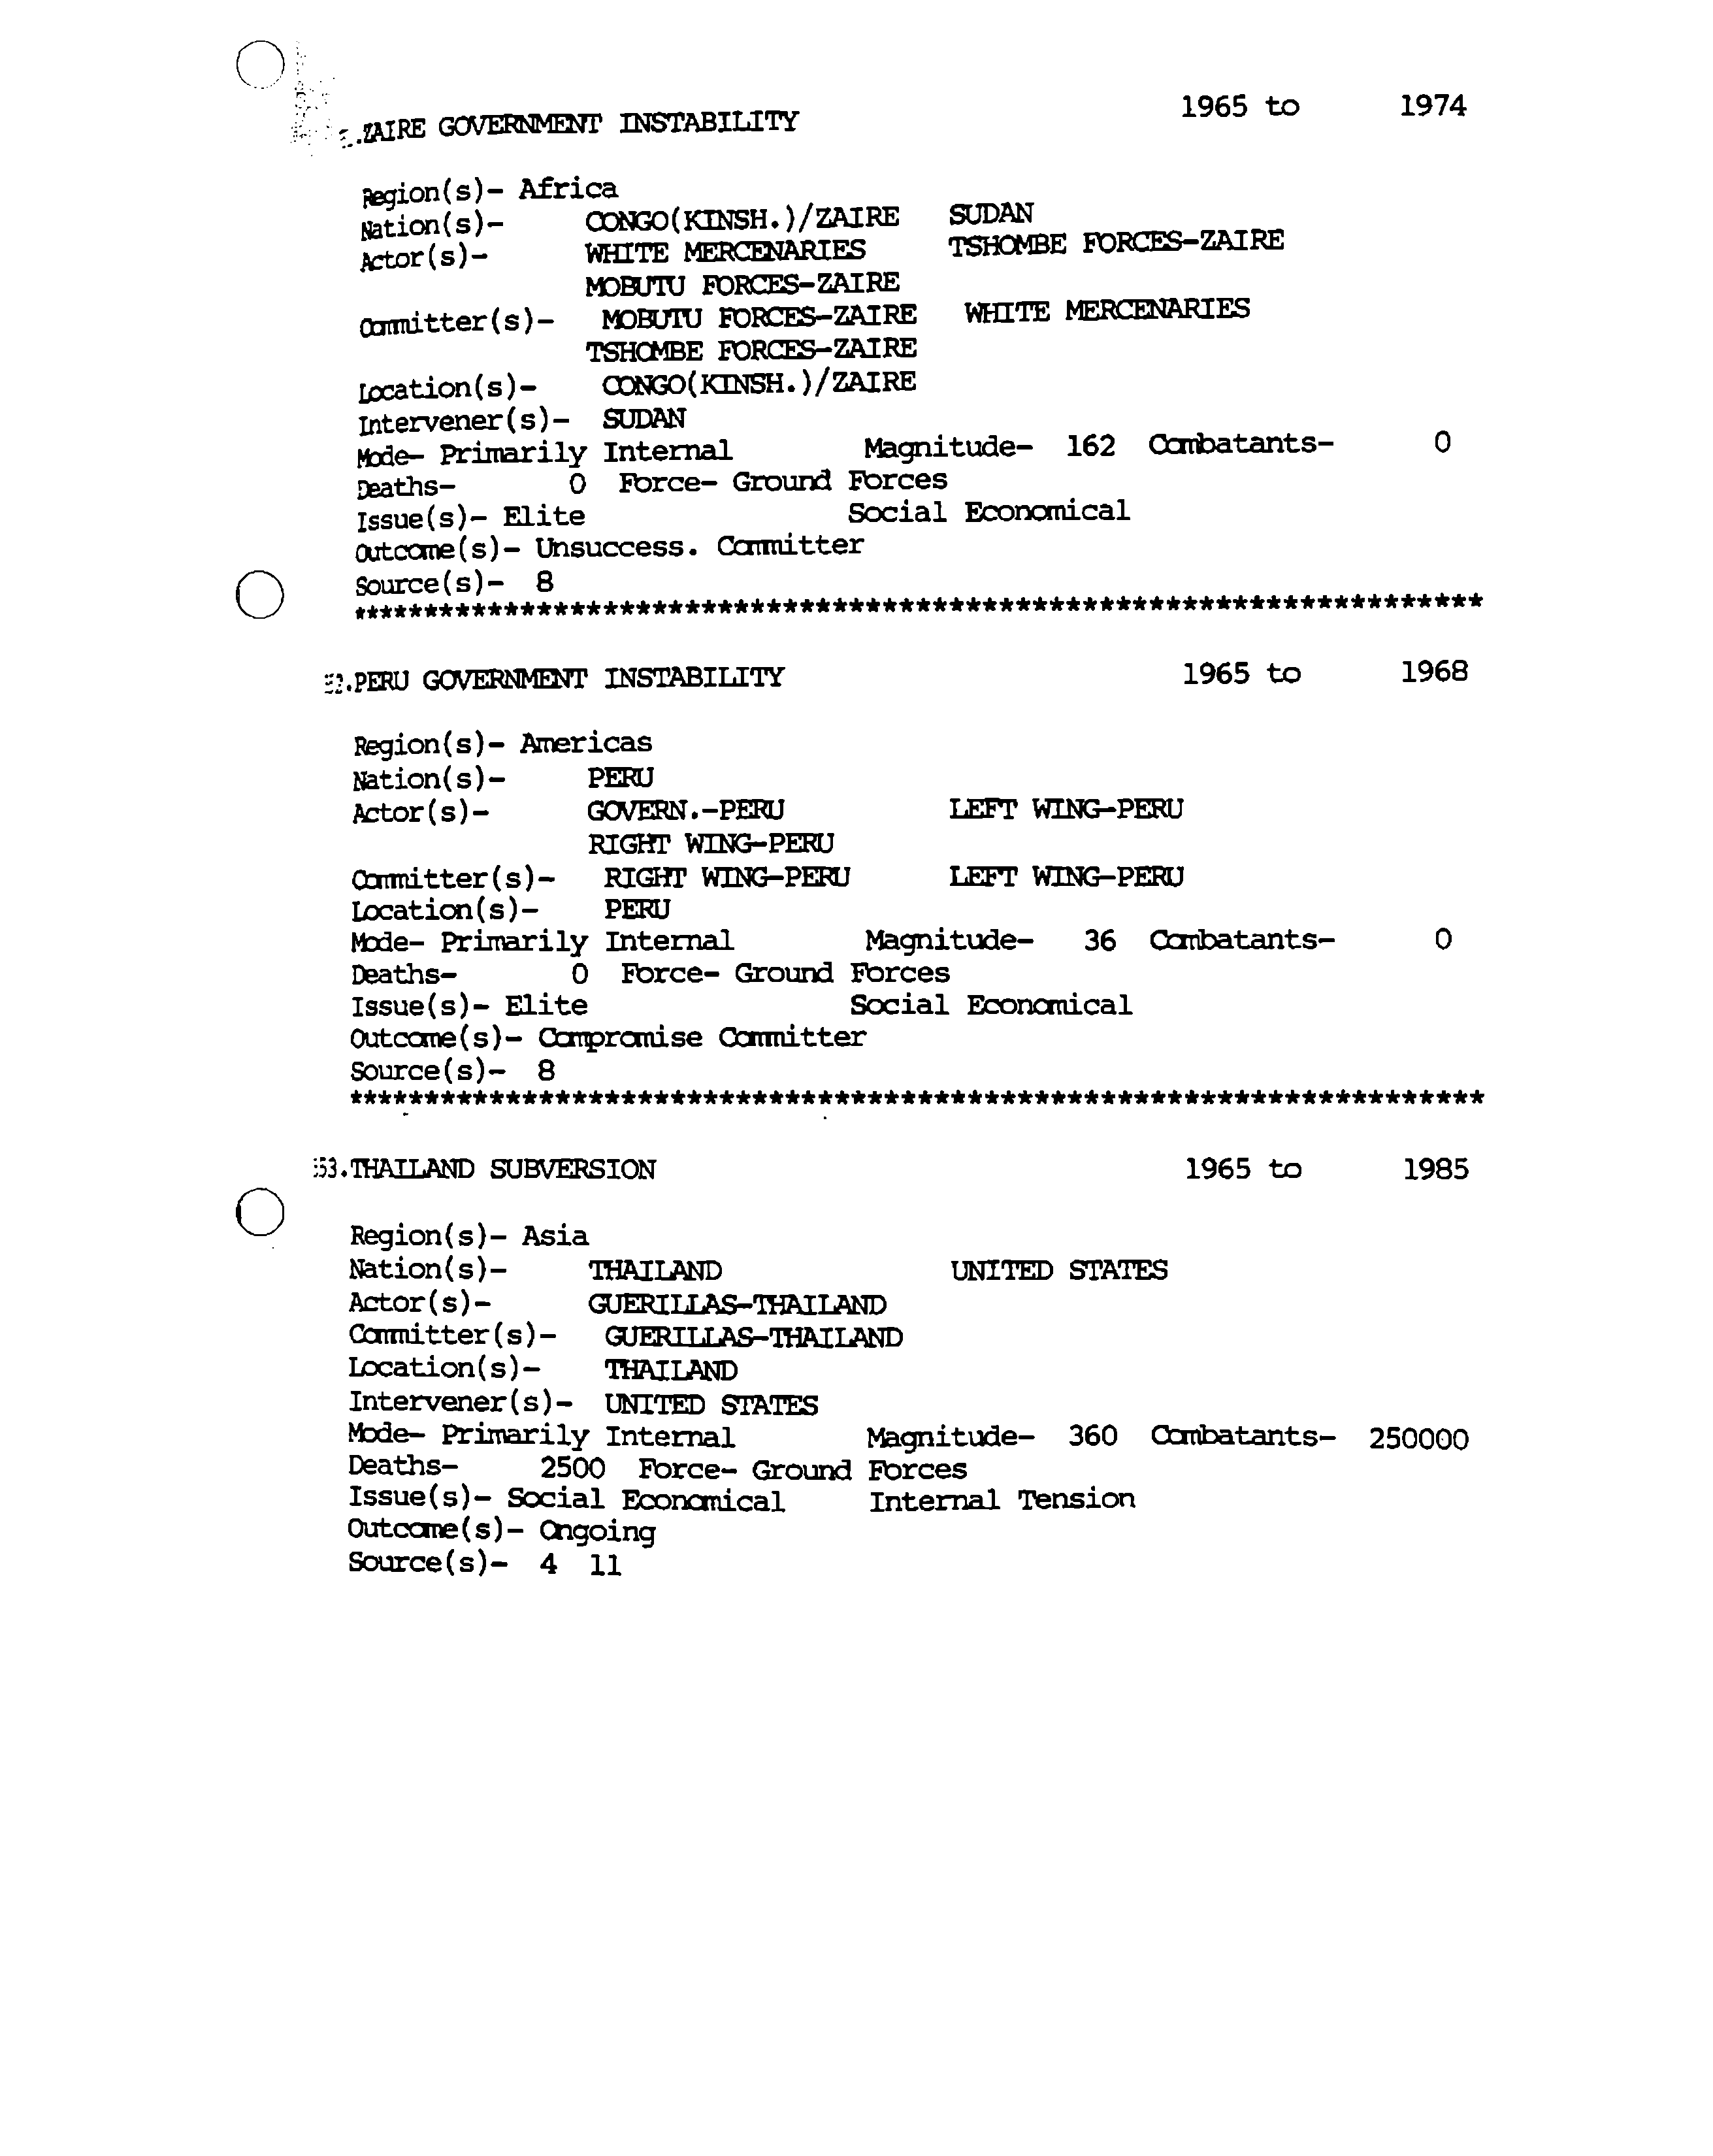 .ZAIRE GOVERNMENT INSTABILITY 1965 to 1974
Region(s)- Africa
Nation(s)- CONGO(KINSH.)/ZAIRE SUDAN
Actor(s)- WHITE MERCENARIES TSHOMBE FORCES-ZAIRE
MOBUTU FORCES-ZAIRE
Committer(s)- MOBUTU FORCES-ZAIRE WHITE MERCENARIES
TSHOMBE FORCES-ZAIRE
Location(s)- CONGO(KINSH.)/ZAIRE
Intervener(s)- SUDAN
Mode- Primarily Internal Magnitude- 162 Combatants- 0
Deaths- 0 Force- Ground Forces
Issue(s)- Elite Social Economical
Outcome(s)- Unsuccess. Committer
Source(s)- 8
*********************************************************************
.PERU GOVERNMENT INSTABILITY 1965 to 1968
Region(s)- Americas
Nation(s)- PERU
Actor(s)- GOVERN.-PERU LEFT WING-PERU
RIGHT WING-PERU
Committer(s)- RIGHT WING-PERU LEFT WING-PERU
Location(s)- PERU
Mode- Primarily Internal Magnitude- 36 Combatants- 0
Deaths- 0 Force- Ground Forces
Issue(s)- Elite Social Economical
Outcome(s)- Compromise Committer
Source(s)- 8
*********************************************************************
53.THAILAND SUBVERSION 1965 to 1985
Region(s)- Asia
Nation(s)- THAILAND UNITED STATES
Actor(s)- GUERILLAS-THAILAND
Committer(s)- GUERILLAS-THAILAND
Location(s)- THAILAND
Intervener(s)- UNITED STATES
Mode- Primarily Internal Magnitude- 360 Combatants- 250000
Deaths- 2500 Force- Ground Forces
Issue(s)- Social Economical Internal Tension
Outcome(s)- Ongoing
Source(s)- 4 11